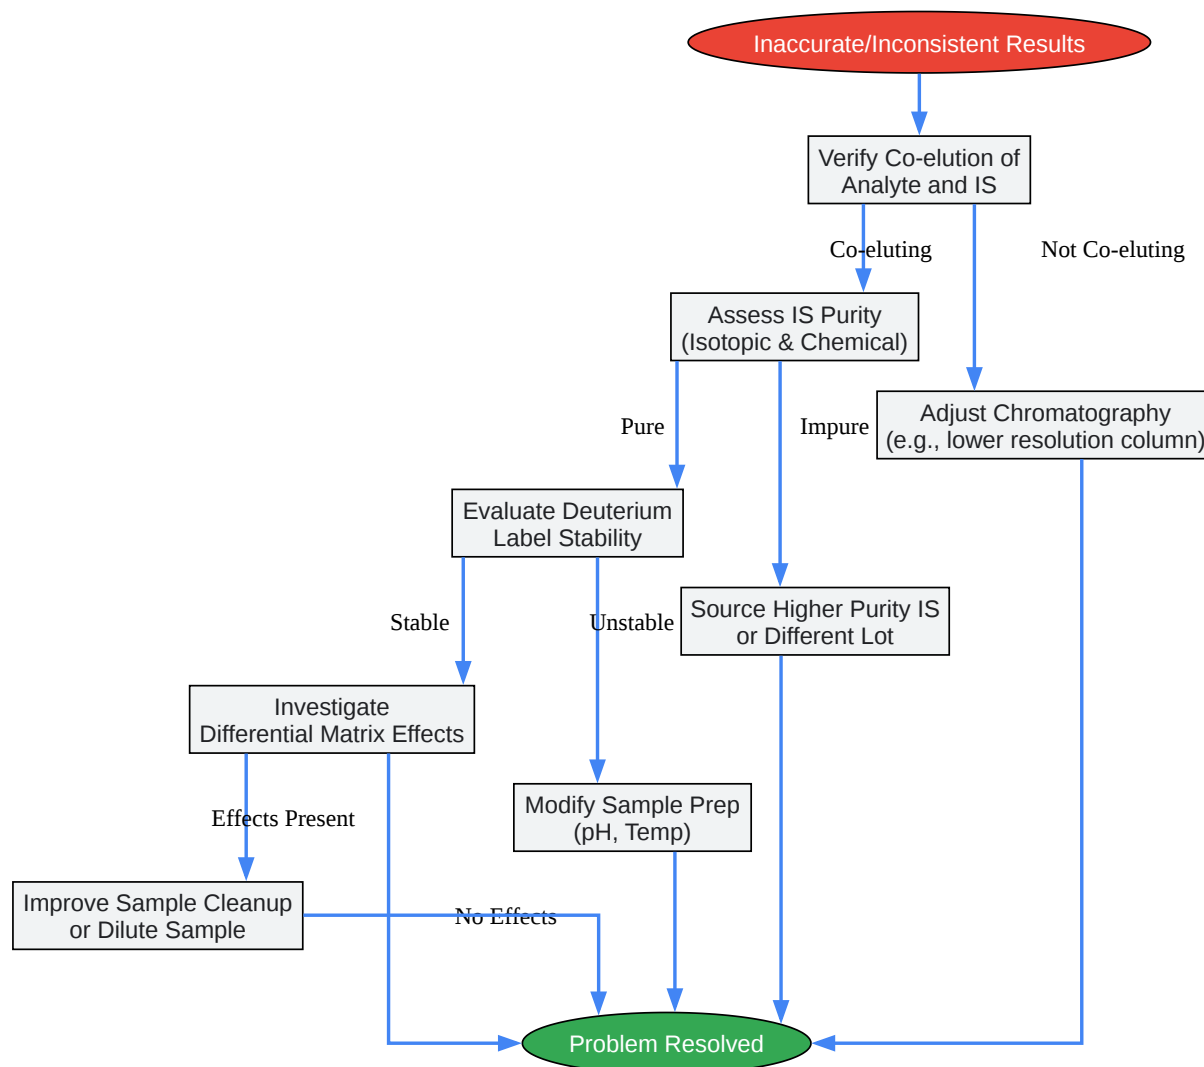 Inaccurate/Inconsistent Results
Verify Co-elution of
Analyte and IS
Co-eluting
Not Co-eluting
Assess IS Purity
(Isotopic & Chemical)
Adjust Chromatography
(e.g., lower resolution column)
Pure
Impure
Evaluate Deuterium
Label Stability
Source Higher Purity IS
or Different Lot
Stable
Unstable
Investigate
Differential Matrix Effects
Modify Sample Prep
(pH, Temp)
Effects Present
Improve Sample Cleanup
or Dilute Sample
No Effects
Problem Resolved